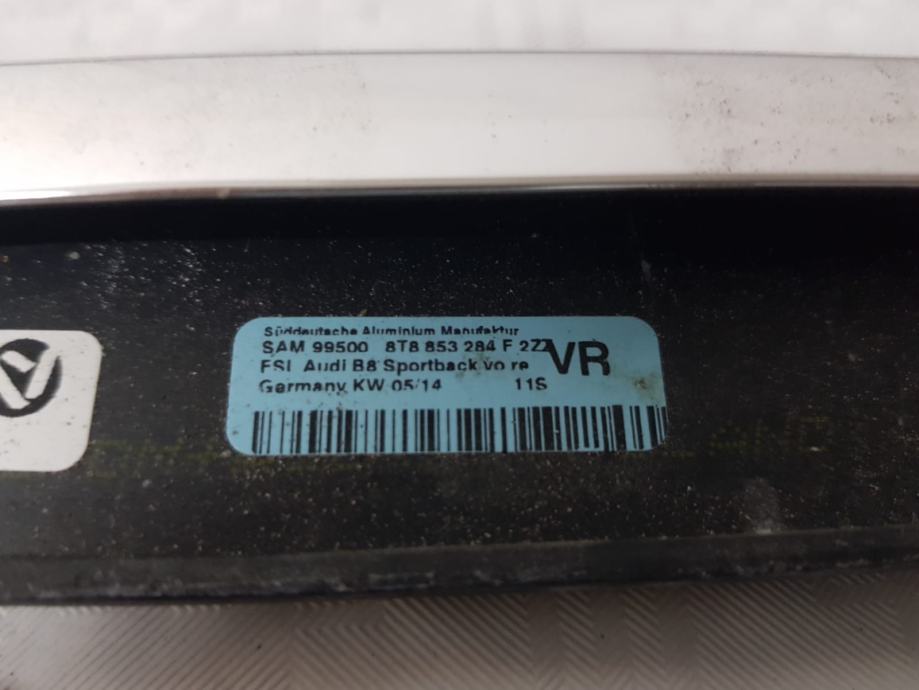 Süddeutsche Aluminium Manufaktur
SAM 99500 8T8 853 284 F 2ZZ
FSL Audi B8 Sportback vo re VR
Germany KW 05/14 11S